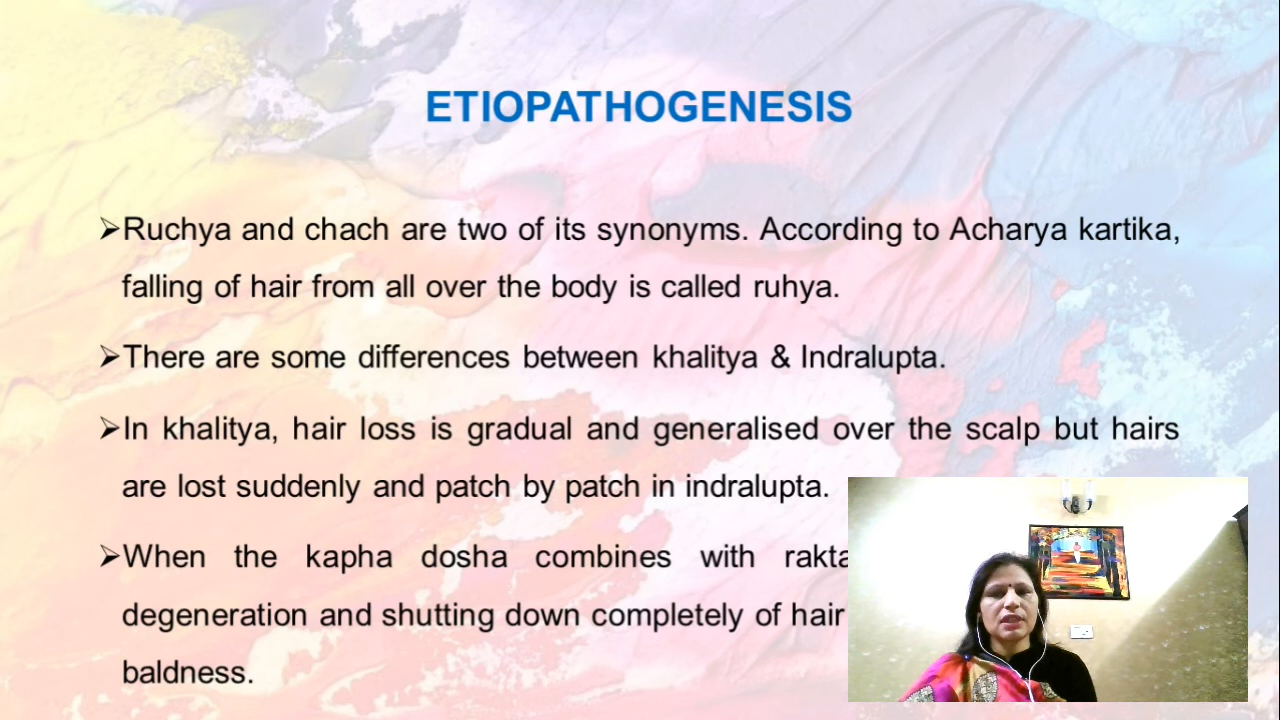 ETIOPATHOGENESIS
➢Ruchya and chach are two of its synonyms. According to Acharya kartika,
falling of hair from all over the body is called ruhya.
➢There are some differences between khalitya & Indralupta.
➢In khalitya, hair loss is gradual and generalised over the scalp but hairs
are lost suddenly and patch by patch in indralupta.
➢When the kapha dosha combines with rakta
degeneration and shutting down completely of hair
baldness.